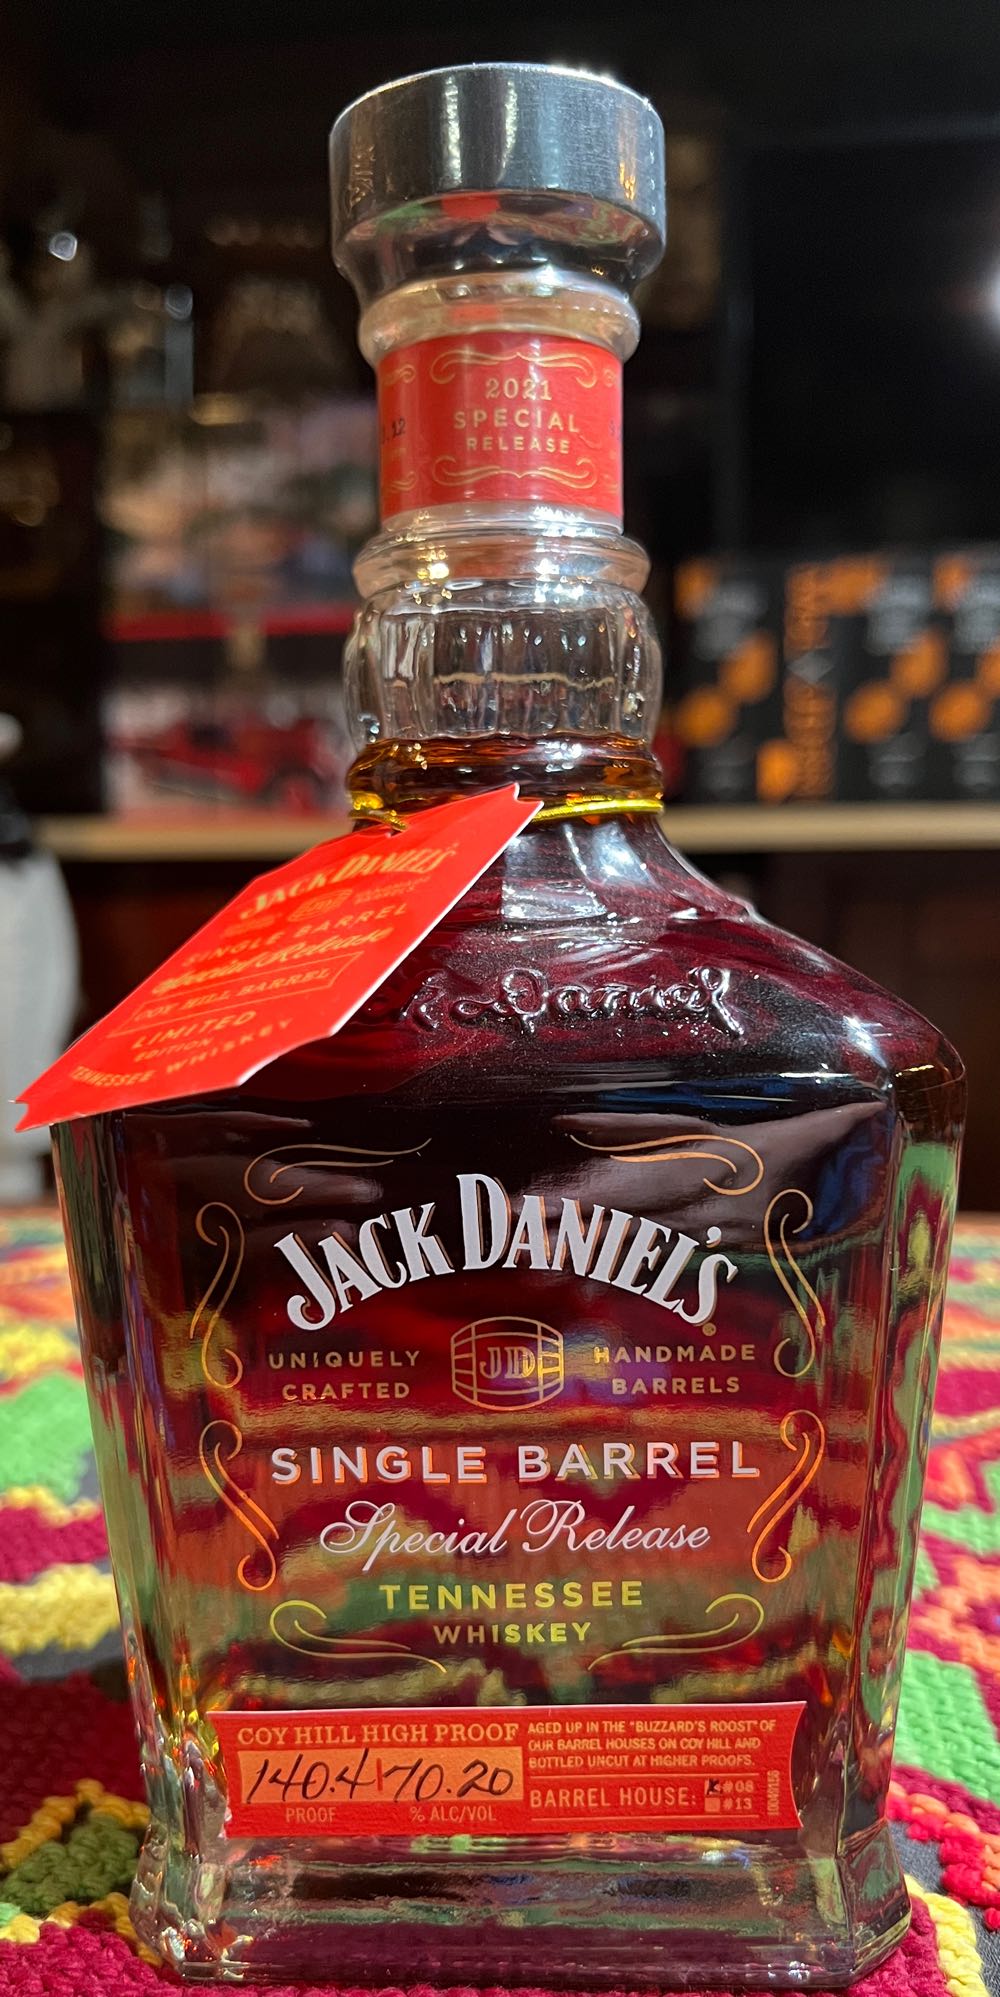 2021
SPECIAL
RELEASE
.12
JACK DANIEL'S
SINGLE BARREL
Special Release
COY HILL BARREL
LIMITED
EDITION
TENNESSEE WHISKEY
k Daniel
JACK DANIEL'S
UNIQUELY
CRAFTED
JD
HANDMADE
BARRELS
SINGLE BARREL
Special Release
TENNESSEE
WHISKEY
COY HILL HIGH PROOF
140.4 70.20
PROOF % ALC/VOL
AGED UP IN THE "BUZZARD'S ROOST" OF
OUR BARREL HOUSES ON COY HILL AND
BOTTLED UNCUT AT HIGHER PROOFS.
BARREL HOUSE: #08
#13